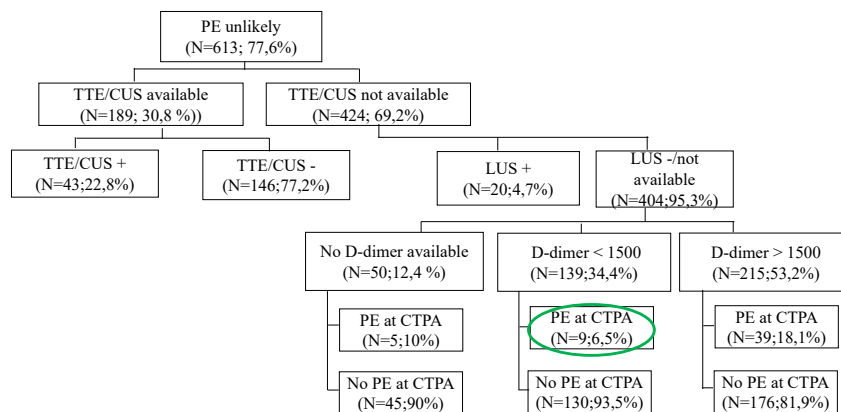 PE unlikely
(N=613; 77,6%)
TTE/CUS available
(N=189; 30,8 %))
TTE/CUS not available
(N=424; 69,2%)
TTE/CUS +
(N=43;22,8%)
TTE/CUS -
(N=146;77,2%)
LUS +
(N=20;4,7%)
LUS -/not
available
(N=404;95,3%)
No D-dimer available
(N=50;12,4 %)
D-dimer < 1500
(N=139;34,4%)
D-dimer > 1500
(N=215;53,2%)
PE at CTPA
(N=5;10%)
PE at CTPA
(N=9;6,5%)
PE at CTPA
(N=39;18,1%)
No PE at CTPA
(N=45;90%)
No PE at CTPA
(N=130;93,5%)
No PE at CTPA
(N=176;81,9%)